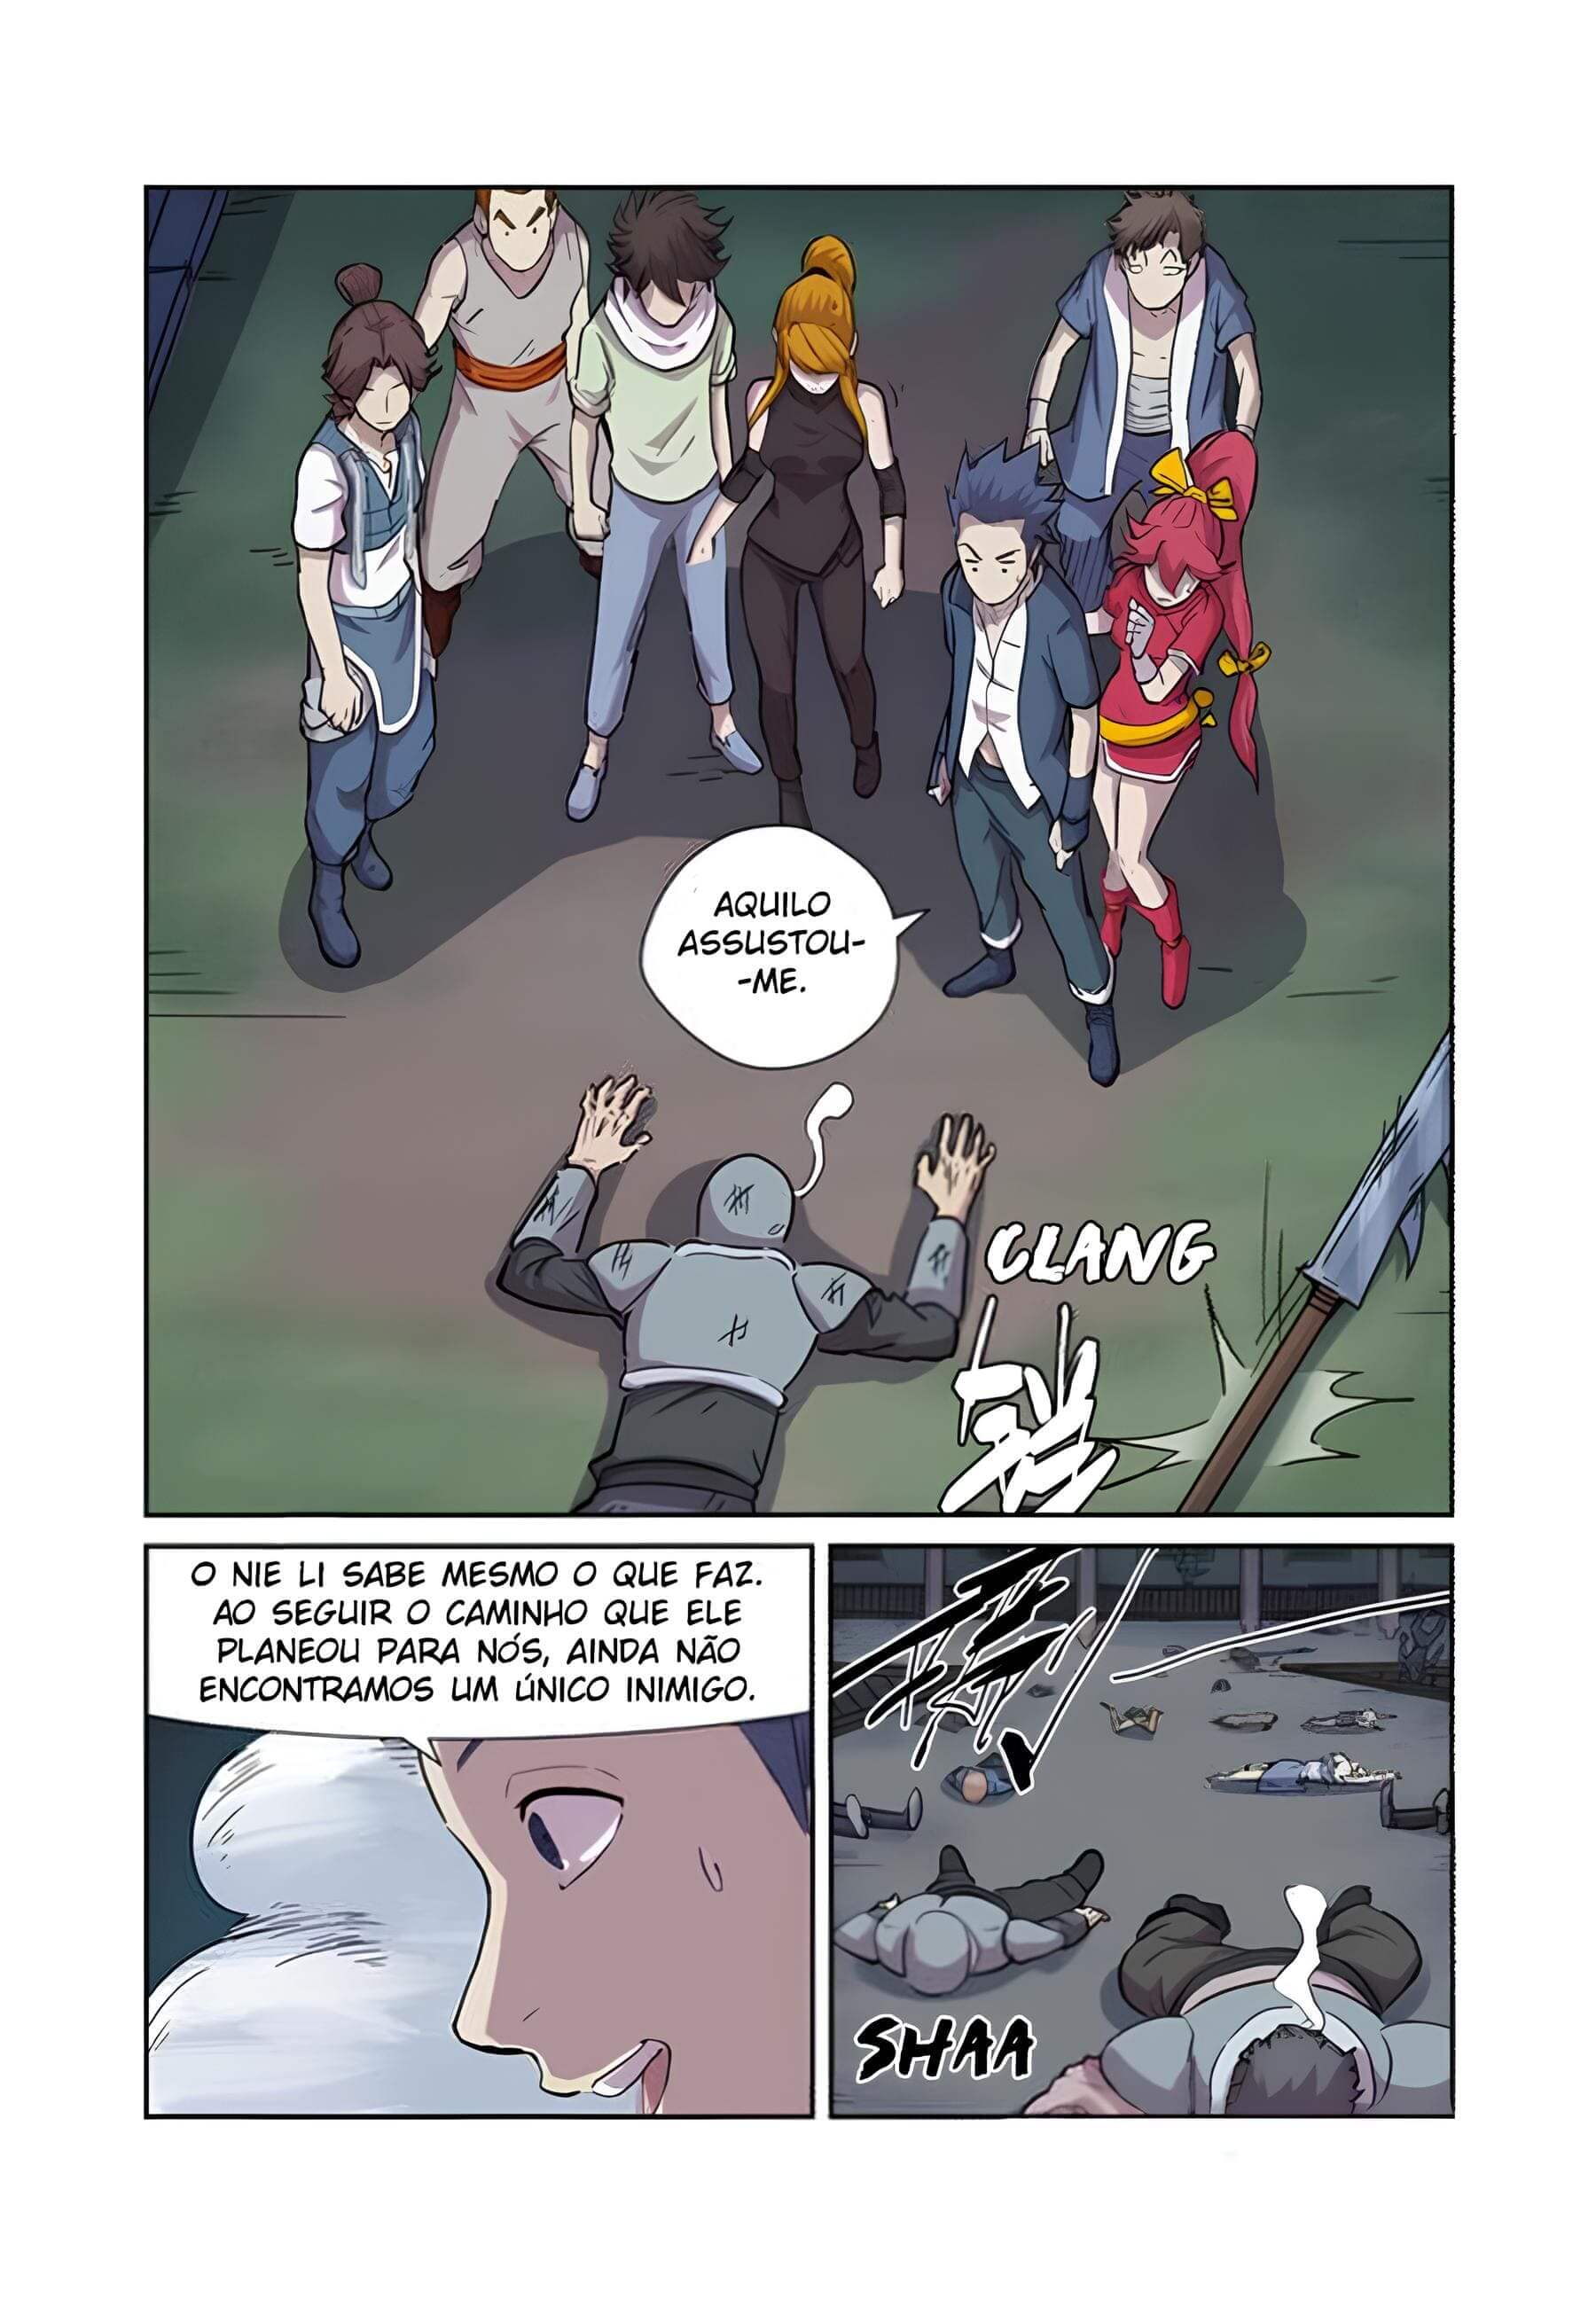 AQUILO
ASSUSTOU-
-ME.
CLANG
O NIE LI SABE MESMO O QUE FAZ.
AO SEGUIR O CAMINHO QUE ELE
PLANEOU PARA NÓS, AINDA NÃO
ENCONTRAMOS UM ÚNICO INIMIGO.
SHAA